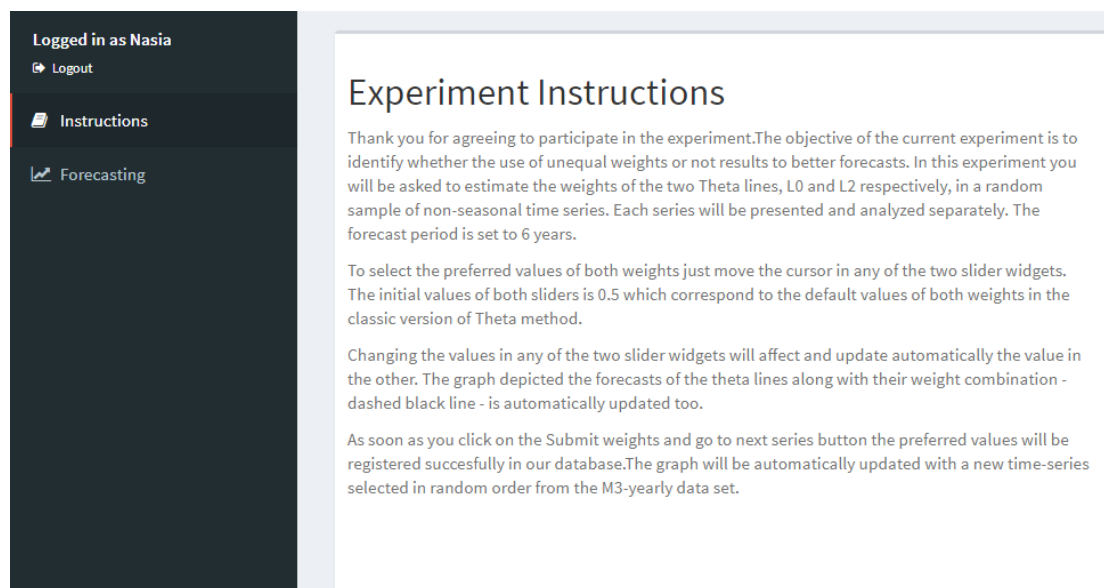 Logged in as Nasia
Logout
Instructions
Forecasting
Experiment Instructions
Thank you for agreeing to participate in the experiment.The objective of the current experiment is to
identify whether the use of unequal weights or not results to better forecasts. In this experiment you
will be asked to estimate the weights of the two Theta lines, L0 and L2 respectively, in a random
sample of non-seasonal time series. Each series will be presented and analyzed separately. The
forecast period is set to 6 years.
To select the preferred values of both weights just move the cursor in any of the two slider widgets.
The initial values of both sliders is 0.5 which correspond to the default values of both weights in the
classic version of Theta method.
Changing the values in any of the two slider widgets will affect and update automatically the value in
the other. The graph depicted the forecasts of the theta lines along with their weight combination -
dashed black line - is automatically updated too.
As soon as you click on the Submit weights and go to next series button the preferred values will be
registered succesfully in our database.The graph will be automatically updated with a new time-series
selected in random order from the M3-yearly data set.